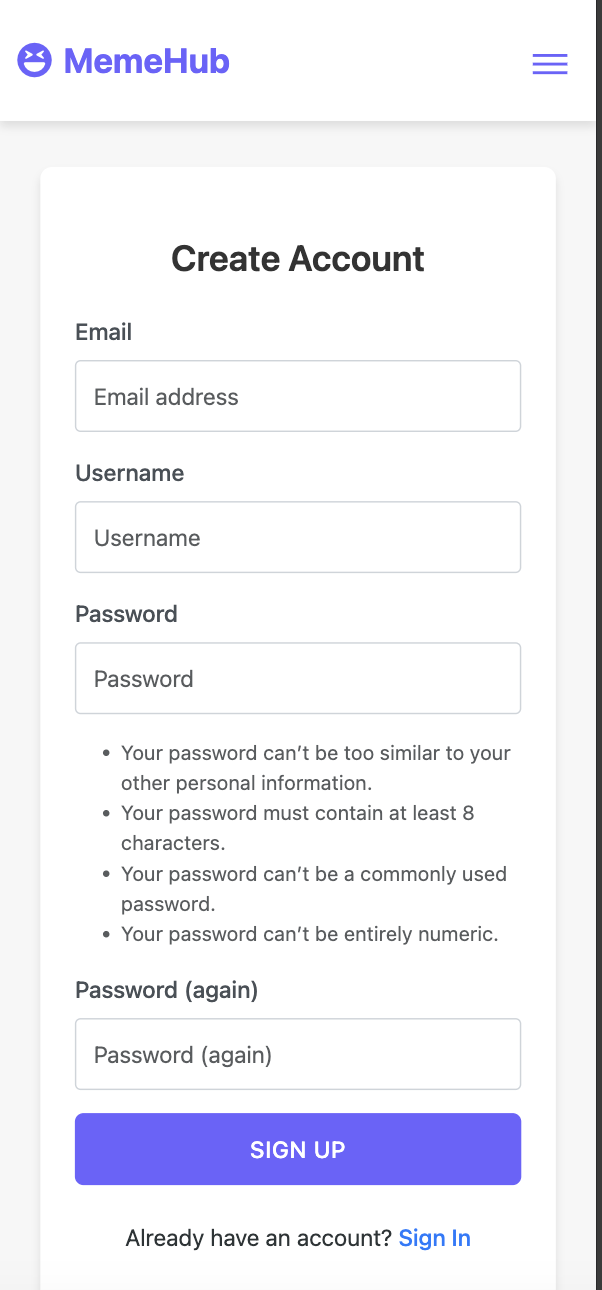 MemeHub
Create Account
Email
Email address
Username
Username
Password
Password
• Your password can’t be too similar to your
other personal information.
• Your password must contain at least 8
characters.
• Your password can’t be a commonly used
password.
• Your password can’t be entirely numeric.
Password (again)
Password (again)
SIGN UP
Already have an account? Sign In